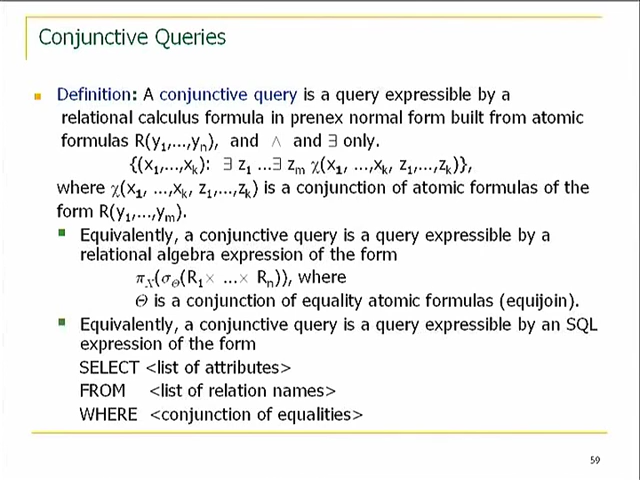 Conjunctive Queries
Definition: A conjunctive query is a query expressible by a
relational calculus formula in prenex normal form built from atomic
formulas R(y₁,...,yₙ), and ∧ and ∃ only.
{(x₁,...,xₖ): ∃ z₁ ...∃ zₘ χ(x₁, ...,xₖ, z₁,...,zₖ)},
where χ(x₁, ...,xₖ, z₁,...,zₖ) is a conjunction of atomic formulas of the
form R(y₁,...,yₘ).
Equivalently, a conjunctive query is a query expressible by a
relational algebra expression of the form
π_X(σ_Θ(R₁× ...× Rₙ)), where
Θ is a conjunction of equality atomic formulas (equijoin).
Equivalently, a conjunctive query is a query expressible by an SQL
expression of the form
SELECT <list of attributes>
FROM <list of relation names>
WHERE <conjunction of equalities>
59